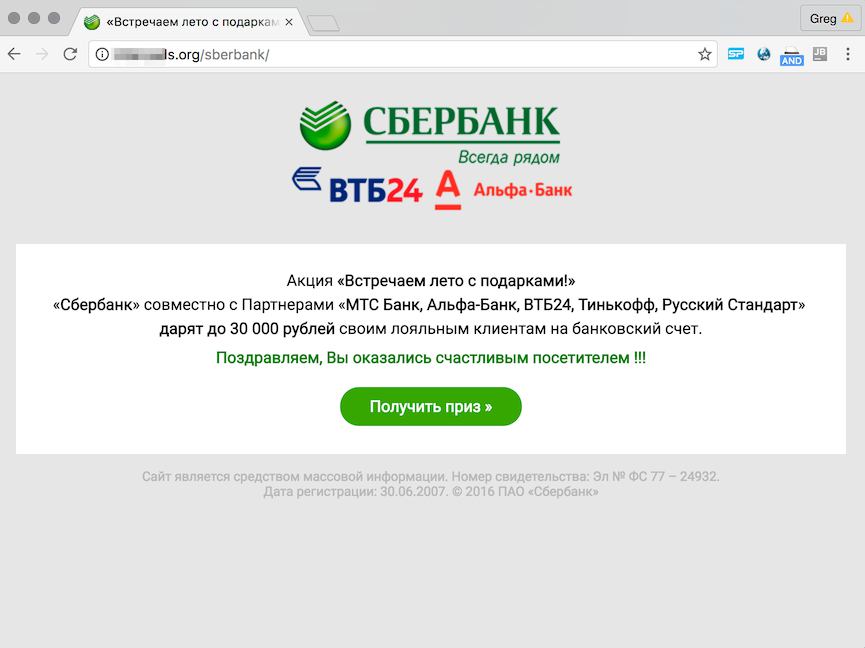 «Встречаем лето с подаркам
Greg
ls.org/sberbank/
SP
AND
JB
СБЕРБАНК
Всегда рядом
ВТБ24 Альфа·Банк
Акция «Встречаем лето с подарками!»
«Сбербанк» совместно с Партнерами «МТС Банк, Альфа-Банк, ВТБ24, Тинькофф, Русский Стандарт»
дарят до 30 000 рублей своим лояльным клиентам на банковский счет.
Поздравляем, Вы оказались счастливым посетителем !!!
Получить приз »
Сайт является средством массовой информации. Номер свидетельства: Эл № ФС 77 – 24932.
Дата регистрации: 30.06.2007. © 2016 ПАО «Сбербанк»